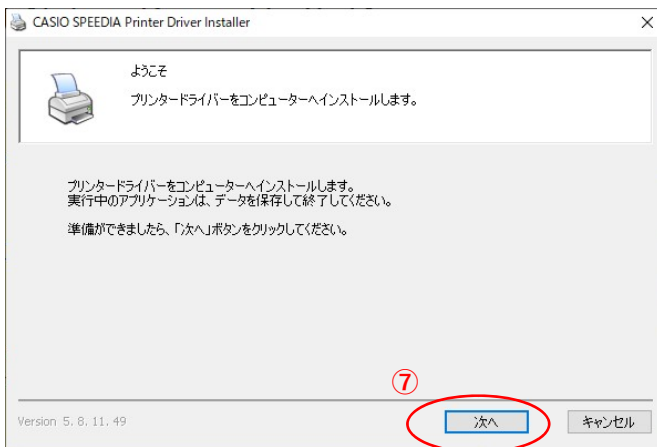 CASIO SPEEDIA Printer Driver Installer
ようこそ
プリンタードライバーをコンピューターへインストールします。
プリンタードライバーをコンピューターへインストールします。
実行中のアプリケーションは、データを保存して終了してください。
準備ができましたら、「次へ」ボタンをクリックしてください。
⑦
Version 5.8.11.49
次へ
キャンセル